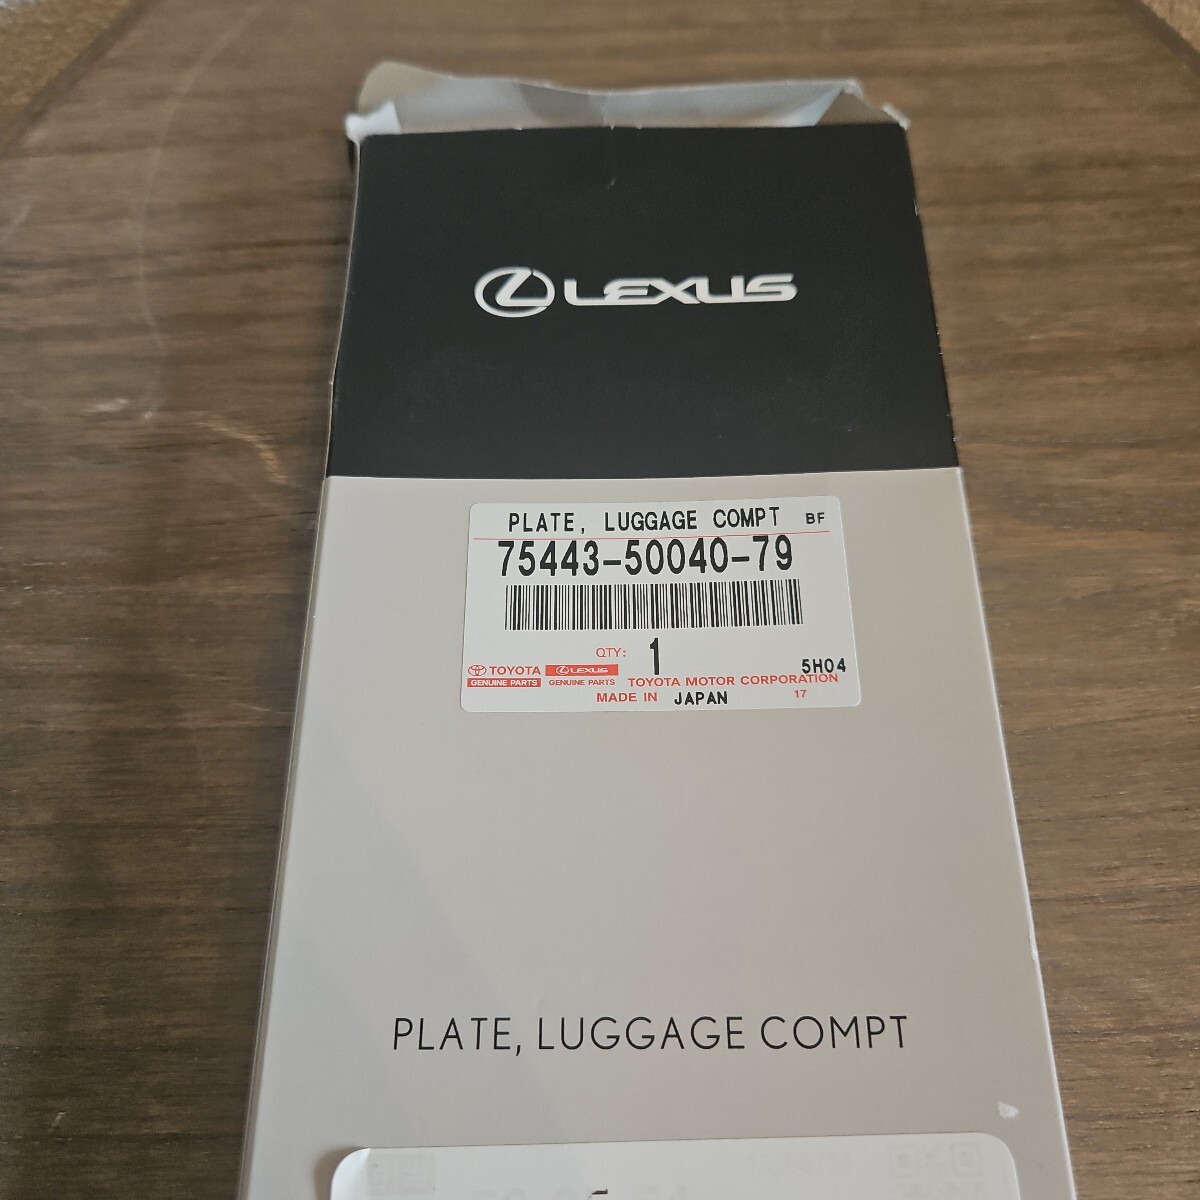 LEXUS
PLATE, LUGGAGE COMPT BF
75443-50040-79
QTY: 1
TOYOTA LEXUS 5H04
GENUINE PARTS GENUINE PARTS TOYOTA MOTOR CORPORATION
MADE IN JAPAN 17
PLATE, LUGGAGE COMPT